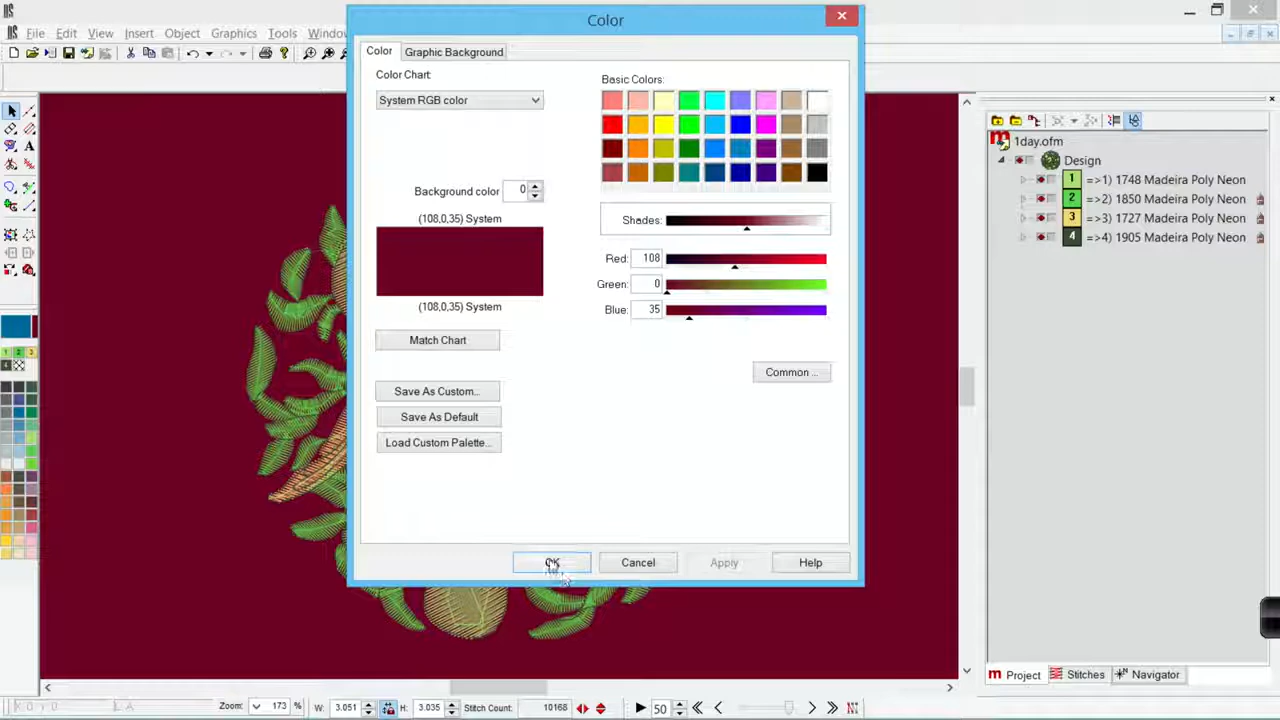 Color
File Edit View Insert Object Graphics Tools
Color Graphic Background
Color Chart:
System RGB color
Background color 0
(108,0,35) System
(108,0,35) System
Match Chart
Save As Custom...
Save As Default
Load Custom Palette...
Basic Colors:
Shades:
Red: 108
Green: 0
Blue: 35
Common ...
OK Cancel Apply Help
1day.ofm
Design
1 =>1) 1748 Madeira Poly Neon
2 =>2) 1850 Madeira Poly Neon
3 =>3) 1727 Madeira Poly Neon
4 =>4) 1905 Madeira Poly Neon
Project Stitches Navigator
Zoom: 173 % W: 3.051 H: 3.035 Stitch Count: 10168 50